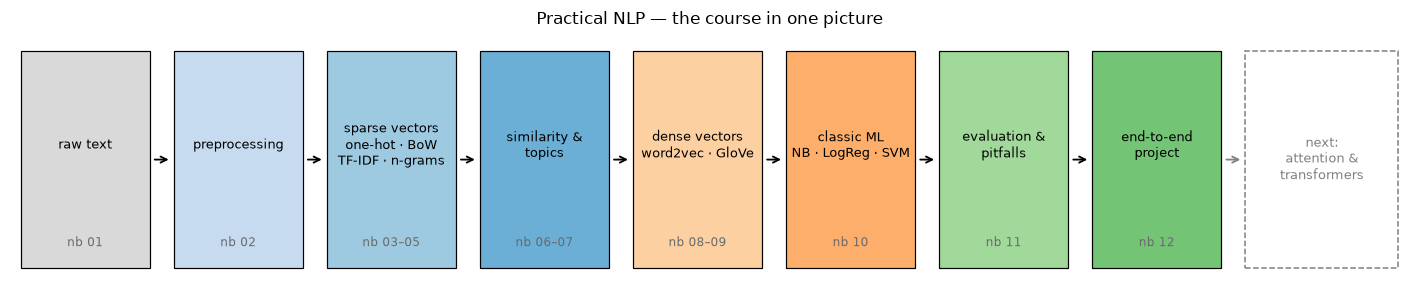 Practical NLP — the course in one picture
raw text
nb 01
preprocessing
nb 02
sparse vectors
one-hot · BoW
TF-IDF · n-grams
nb 03–05
similarity &
topics
nb 06–07
dense vectors
word2vec · GloVe
nb 08–09
classic ML
NB · LogReg · SVM
nb 10
evaluation &
pitfalls
nb 11
end-to-end
project
nb 12
next:
attention &
transformers